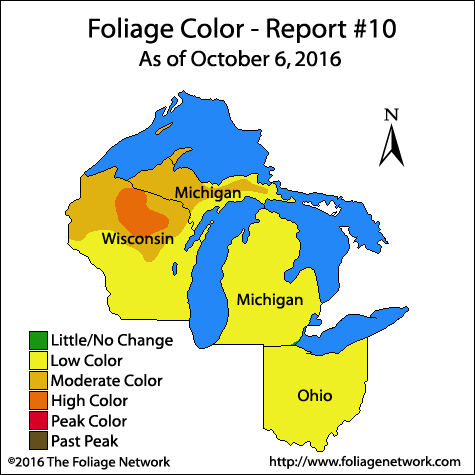 Foliage Color - Report #10
As of October 6, 2016
N
Michigan
Wisconsin
Michigan
Ohio
Little/No Change
Low Color
Moderate Color
High Color
Peak Color
Past Peak
©2016 The Foliage Network
http://www.foliagenetwork.com